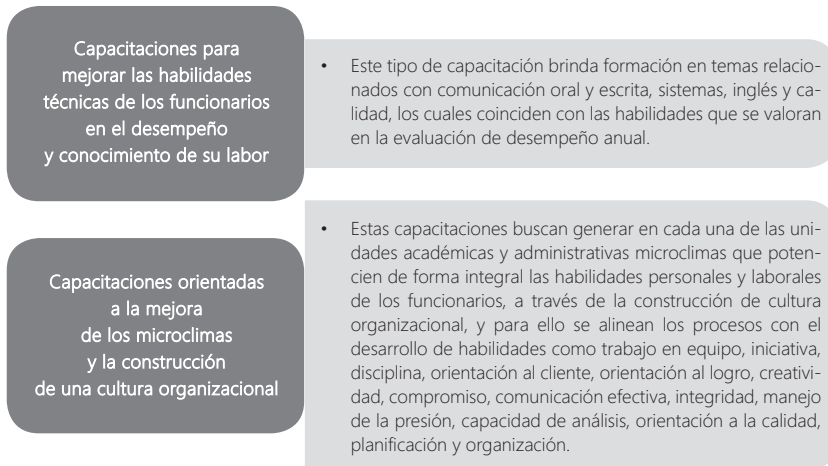 Capacitaciones para
mejorar las habilidades
técnicas de los funcionarios
en el desempeño
y conocimiento de su labor
• Este tipo de capacitación brinda formación en temas relacio-
nados con comunicación oral y escrita, sistemas, inglés y ca-
lidad, los cuales coinciden con las habilidades que se valoran
en la evaluación de desempeño anual.
Capacitaciones orientadas
a la mejora
de los microclimas
y la construcción
de una cultura organizacional
• Estas capacitaciones buscan generar en cada una de las uni-
dades académicas y administrativas microclimas que poten-
cien de forma integral las habilidades personales y laborales
de los funcionarios, a través de la construcción de cultura
organizacional, y para ello se alinean los procesos con el
desarrollo de habilidades como trabajo en equipo, iniciativa,
disciplina, orientación al cliente, orientación al logro, creativi-
dad, compromiso, comunicación efectiva, integridad, manejo
de la presión, capacidad de análisis, orientación a la calidad,
planificación y organización.